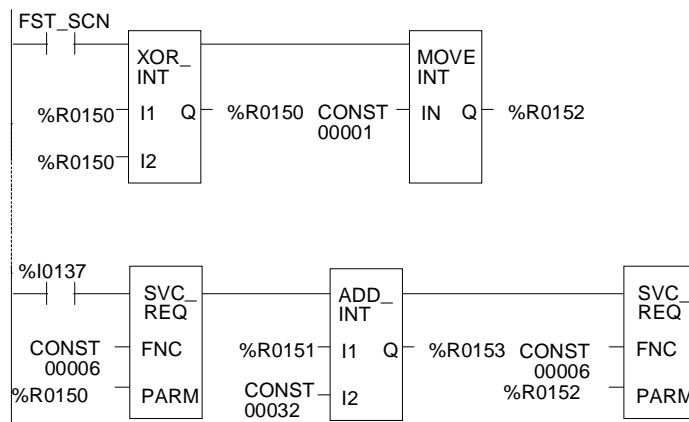 FST_SCN
XOR_
INT
MOVE
INT
%R0150 I1 Q %R0150 CONST
00001 IN Q %R0152
%R0150 I2
%I0137
SVC_
REQ
ADD_
INT
SVC_
REQ
CONST
00006 FNC %R0151 I1 Q %R0153 CONST
00006 FNC
%R0150 PARM CONST
00032 I2 %R0152 PARM